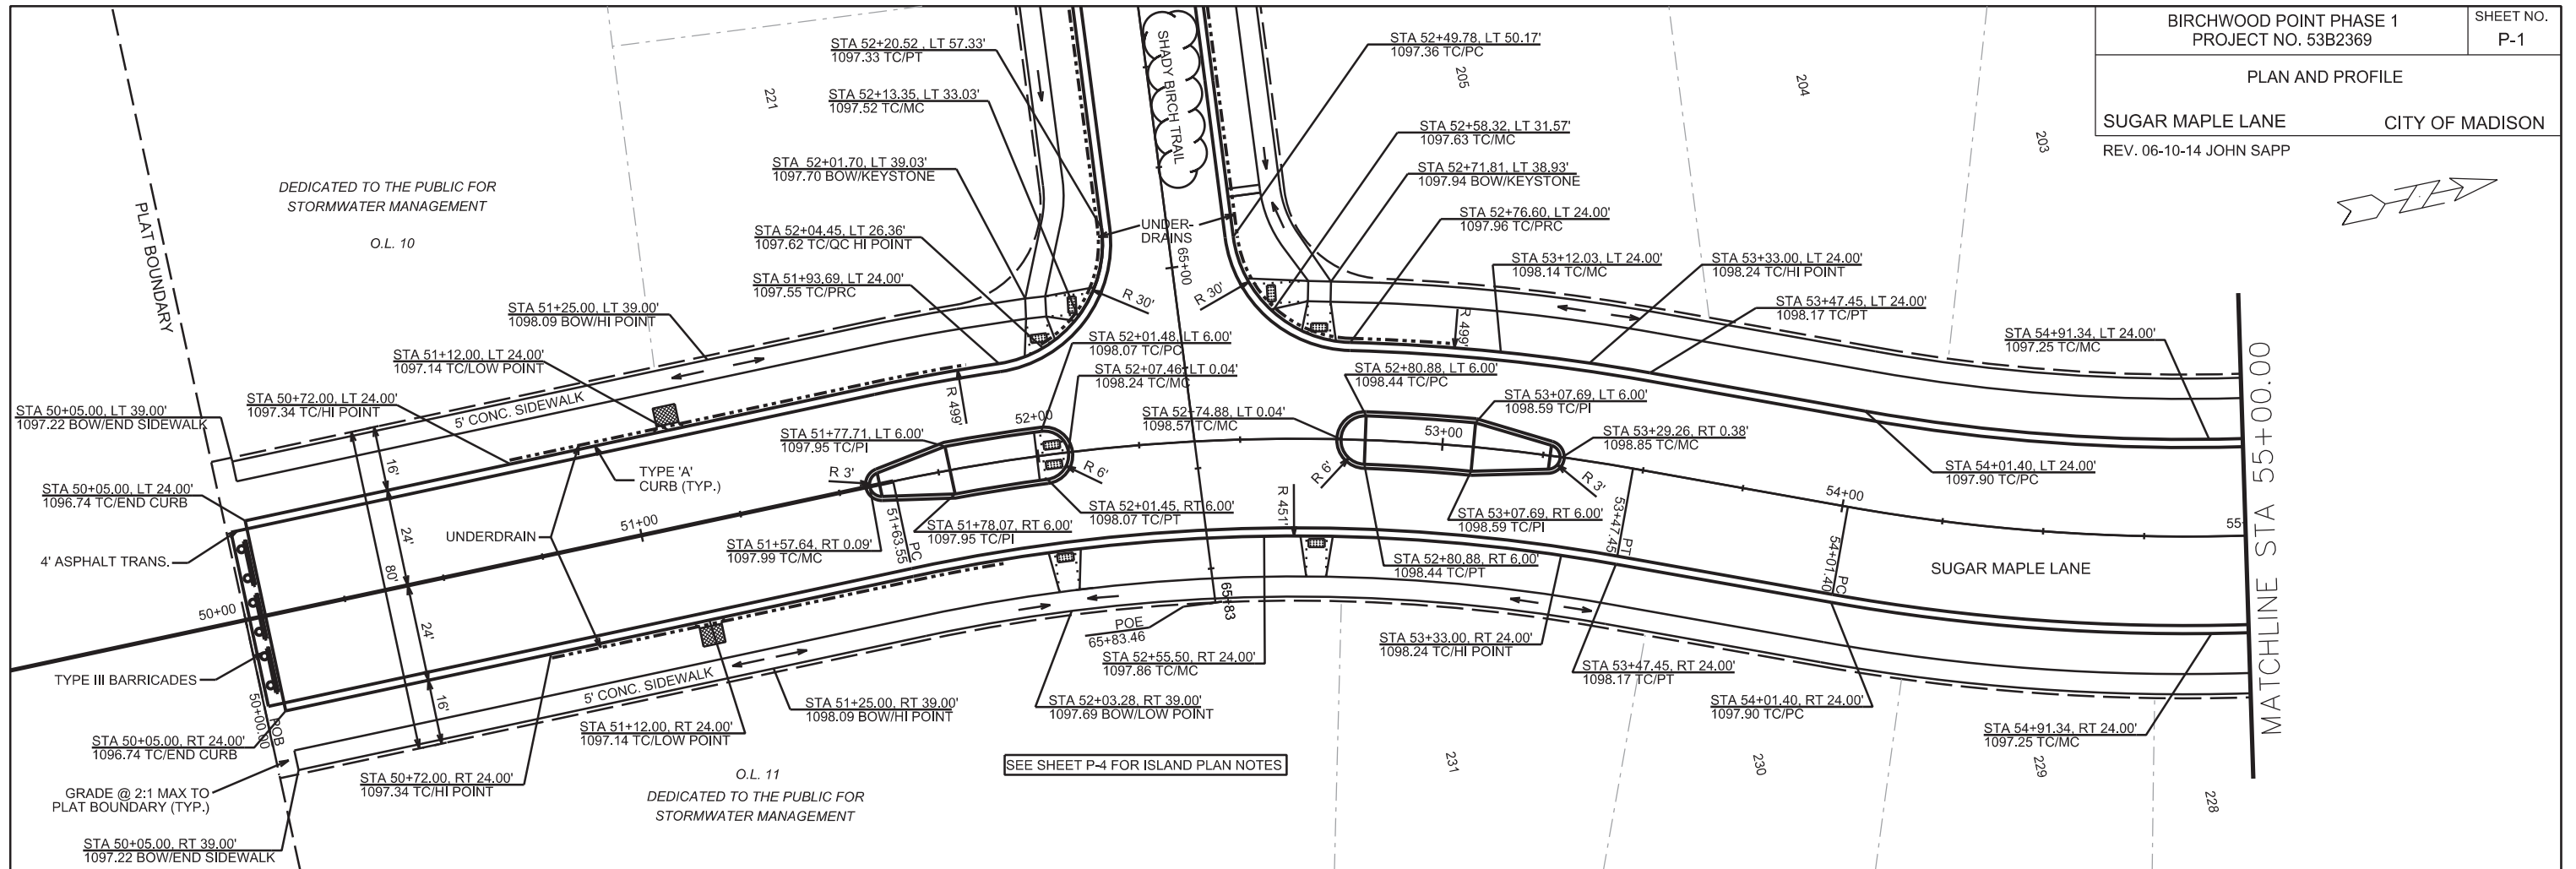 BIRCHWOOD POINT PHASE 1
PROJECT NO. 53B2369
SHEET NO.
P-1
PLAN AND PROFILE
SUGAR MAPLE LANE CITY OF MADISON
REV. 06-10-14 JOHN SAPP
STA 52+20.52, LT 57.33'
1097.33 TC/PT
STA 52+13.35, LT 33.03'
1097.52 TC/MC
STA 52+01.70, LT 39.03'
1097.70 BOW/KEYSTONE
STA 52+04.45, LT 26.36'
1097.62 TC/QC HI POINT
STA 51+93.69, LT 24.00'
1097.55 TC/PRC
STA 51+25.00, LT 39.00'
1098.09 BOW/HI POINT
STA 51+12.00, LT 24.00'
1097.14 TC/LOW POINT
STA 50+72.00, LT 24.00'
1097.34 TC/HI POINT
STA 50+05.00, LT 39.00'
1097.22 BOW/END SIDEWALK
STA 50+05.00, LT 24.00'
1096.74 TC/END CURB
4' ASPHALT TRANS.
50+00
TYPE III BARRICADES
STA 50+05.00, RT 24.00'
1096.74 TC/END CURB
GRADE @ 2:1 MAX TO
PLAT BOUNDARY (TYP.)
STA 50+05.00, RT 39.00'
1097.22 BOW/END SIDEWALK
PLAT BOUNDARY
DEDICATED TO THE PUBLIC FOR
STORMWATER MANAGEMENT
O.L. 10
221
SHADY BIRCH TRAIL
UNDER-
DRAINS
65+00
R 30'
R 30'
STA 52+49.78, LT 50.17'
1097.36 TC/PC
205
204
203
STA 52+58.32, LT 31.57'
1097.63 TC/MC
STA 52+71.81, LT 38.93'
1097.94 BOW/KEYSTONE
STA 52+76.60, LT 24.00'
1097.96 TC/PRC
STA 53+12.03, LT 24.00'
1098.14 TC/MC
STA 53+33.00, LT 24.00'
1098.24 TC/HI POINT
STA 53+47.45, LT 24.00'
1098.17 TC/PT
STA 54+91.34, LT 24.00'
1097.25 TC/MC
R 499'
R 499'
5' CONC. SIDEWALK
16'
24'
80'
24'
16'
TYPE 'A'
CURB (TYP.)
UNDERDRAIN
51+00
STA 52+01.48, LT 6.00'
1098.07 TC/PC
STA 52+07.46, LT 0.04'
1098.24 TC/MC
52+00
STA 51+77.71, LT 6.00'
1097.95 TC/PI
R 3'
R 6'
STA 52+01.45, RT 6.00'
1098.07 TC/PT
STA 51+78.07, RT 6.00'
1097.95 TC/PI
STA 51+57.64, RT 0.09'
1097.99 TC/MC
PC
51+63.55
STA 52+80.88, LT 6.00'
1098.44 TC/PC
STA 52+74.88, LT 0.04'
1098.57 TC/MC
STA 53+07.69, LT 6.00'
1098.59 TC/PI
53+00
STA 53+29.26, RT 0.38'
1098.85 TC/MC
R 6'
R 3'
R 451'
STA 53+07.69, RT 6.00'
1098.59 TC/PI
STA 52+80.88, RT 6.00'
1098.44 TC/PT
PT
53+47.45
54+00
PC
54+01.40
STA 54+01.40, LT 24.00'
1097.90 TC/PC
SUGAR MAPLE LANE
55
MATCHLINE STA 55+00.00
POB
50+00.00
5' CONC. SIDEWALK
STA 50+72.00, RT 24.00'
1097.34 TC/HI POINT
STA 51+12.00, RT 24.00'
1097.14 TC/LOW POINT
STA 51+25.00, RT 39.00'
1098.09 BOW/HI POINT
POE
65+83.46
65+83
STA 52+55.50, RT 24.00'
1097.86 TC/MC
STA 52+03.28, RT 39.00'
1097.69 BOW/LOW POINT
STA 53+33.00, RT 24.00'
1098.24 TC/HI POINT
STA 53+47.45, RT 24.00'
1098.17 TC/PT
STA 54+01.40, RT 24.00'
1097.90 TC/PC
STA 54+91.34, RT 24.00'
1097.25 TC/MC
SEE SHEET P-4 FOR ISLAND PLAN NOTES
O.L. 11
DEDICATED TO THE PUBLIC FOR
STORMWATER MANAGEMENT
231
230
229
228